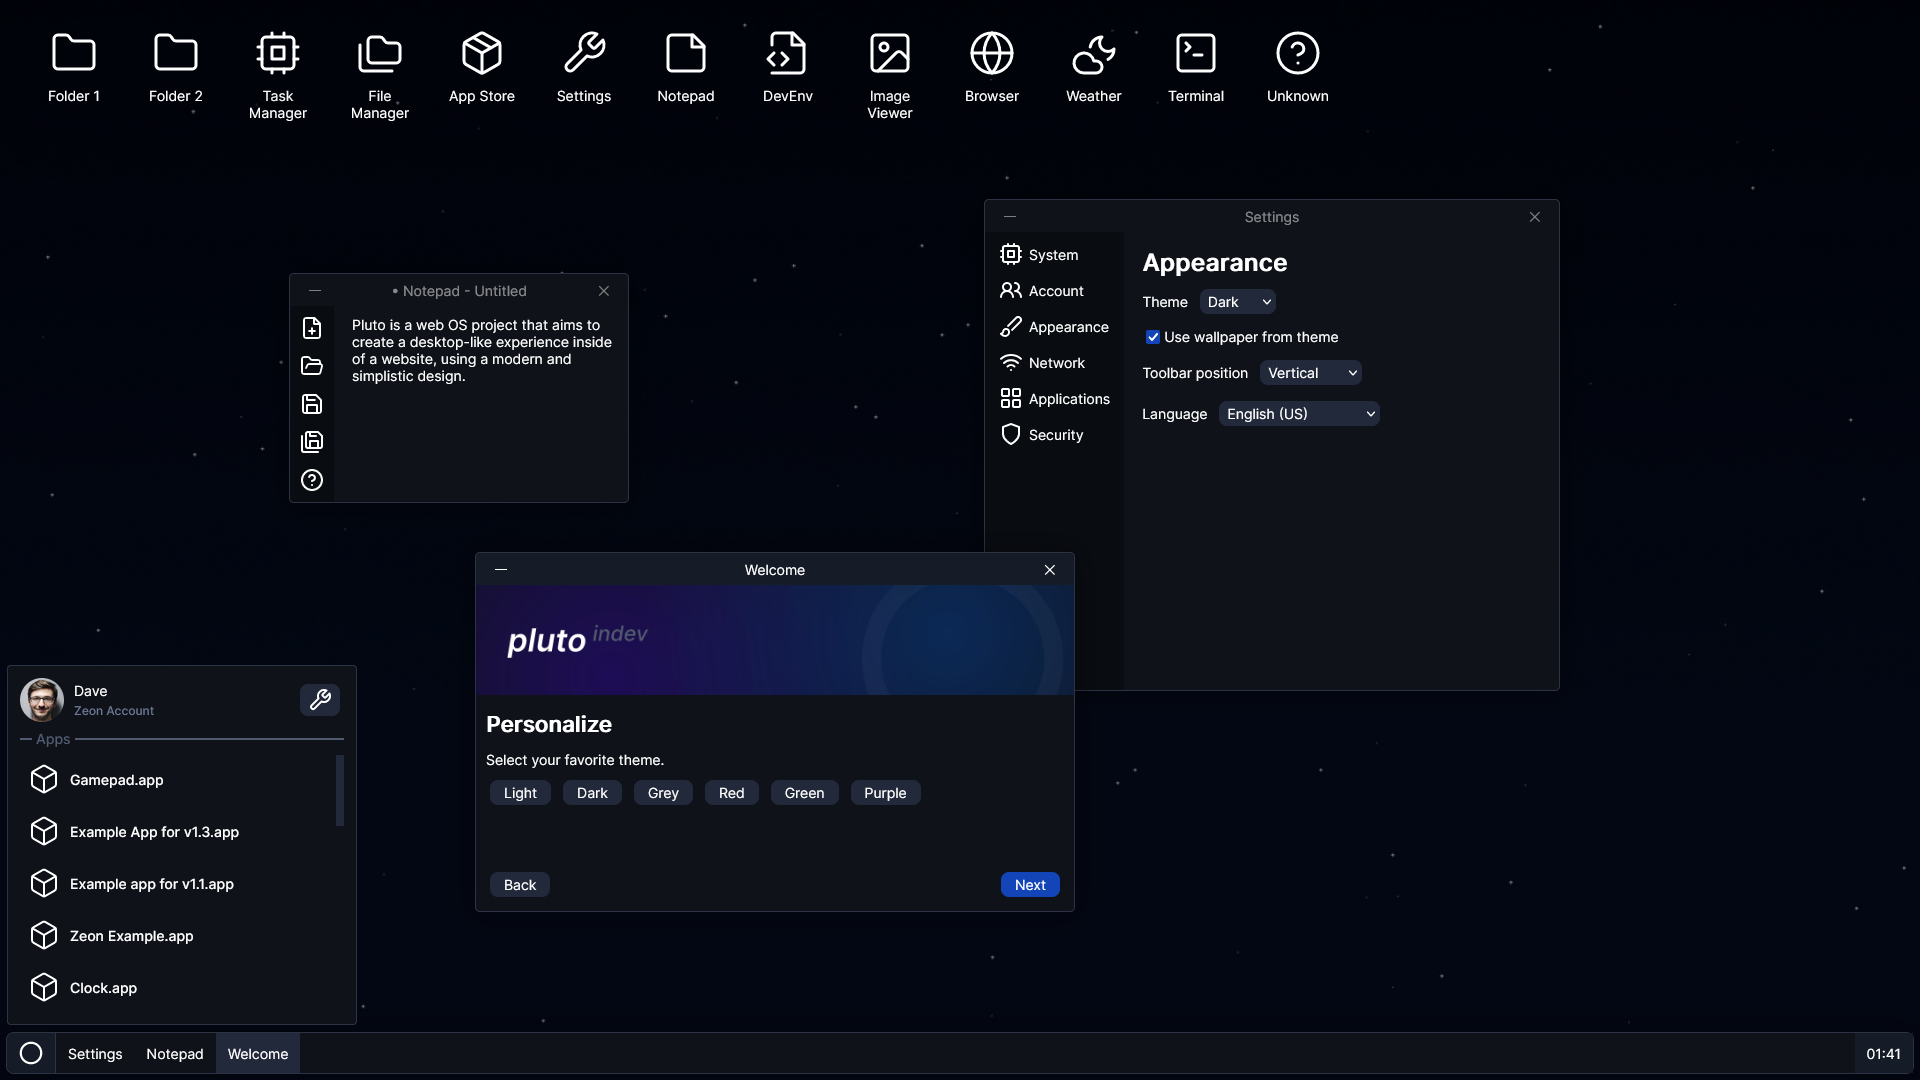 Folder 1
Folder 2
Task
Manager
File
Manager
App Store
Settings
Notepad
DevEnv
Image
Viewer
Browser
Weather
Terminal
Unknown
Settings
System
Account
Appearance
Network
Applications
Security
Appearance
Theme Dark
Use wallpaper from theme
Toolbar position Vertical
Language English (US)
• Notepad - Untitled
Pluto is a web OS project that aims to
create a desktop-like experience inside
of a website, using a modern and
simplistic design.
Welcome
pluto indev
Personalize
Select your favorite theme.
Light Dark Grey Red Green Purple
Back Next
Dave
Zeon Account
Apps
Gamepad.app
Example App for v1.3.app
Example app for v1.1.app
Zeon Example.app
Clock.app
Settings Notepad Welcome 01:41